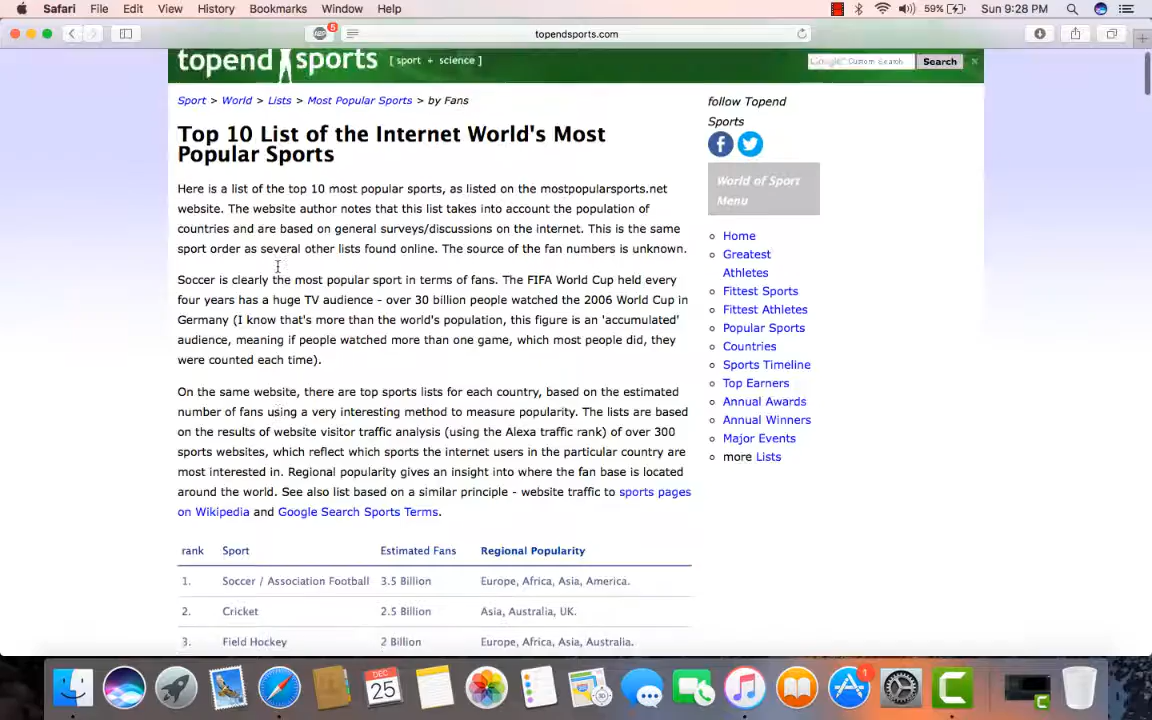 Safari File Edit View History Bookmarks Window Help 59% Sun 9:28 PM
ABP 5 topendsports.com
topend sports [ sport + science ] Google Custom Search Search ×
Sport > World > Lists > Most Popular Sports > by Fans
Top 10 List of the Internet World's Most
Popular Sports
Here is a list of the top 10 most popular sports, as listed on the mostpopularsports.net
website. The website author notes that this list takes into account the population of
countries and are based on general surveys/discussions on the internet. This is the same
sport order as several other lists found online. The source of the fan numbers is unknown.
Soccer is clearly the most popular sport in terms of fans. The FIFA World Cup held every
four years has a huge TV audience - over 30 billion people watched the 2006 World Cup in
Germany (I know that's more than the world's population, this figure is an 'accumulated'
audience, meaning if people watched more than one game, which most people did, they
were counted each time).
On the same website, there are top sports lists for each country, based on the estimated
number of fans using a very interesting method to measure popularity. The lists are based
on the results of website visitor traffic analysis (using the Alexa traffic rank) of over 300
sports websites, which reflect which sports the internet users in the particular country are
most interested in. Regional popularity gives an insight into where the fan base is located
around the world. See also list based on a similar principle - website traffic to sports pages
on Wikipedia and Google Search Sports Terms.
rank Sport Estimated Fans Regional Popularity
1. Soccer / Association Football 3.5 Billion Europe, Africa, Asia, America.
2. Cricket 2.5 Billion Asia, Australia, UK.
3. Field Hockey 2 Billion Europe, Africa, Asia, Australia.
follow Topend
Sports
World of Sport
Menu
Home
Greatest
Athletes
Fittest Sports
Fittest Athletes
Popular Sports
Countries
Sports Timeline
Top Earners
Annual Awards
Annual Winners
Major Events
more Lists
DEC
25
3D
1